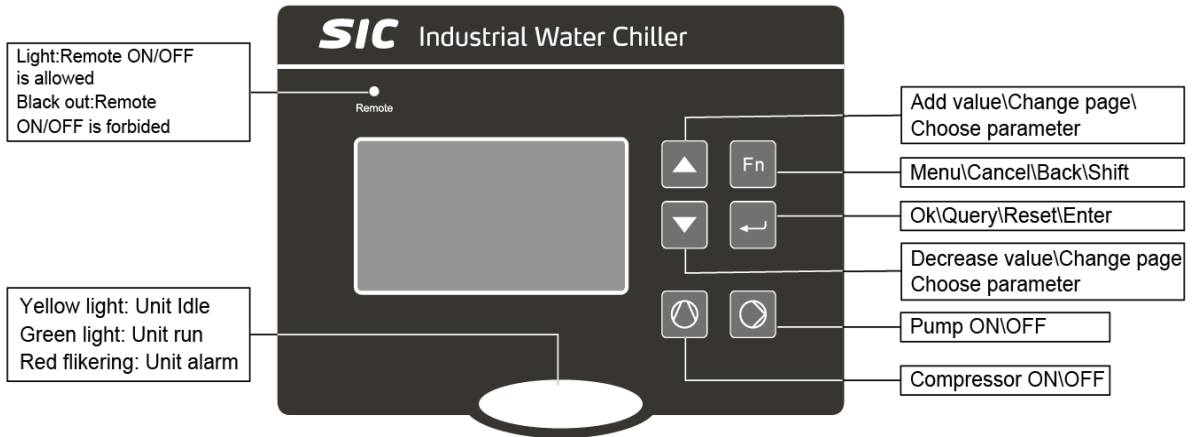 SIC Industrial Water Chiller
Light:Remote ON/OFF
is allowed
Black out:Remote
ON/OFF is forbided
Remote
Add value\Change page\
Choose parameter
Fn
Menu\Cancel\Back\Shift
Ok\Query\Reset\Enter
Decrease value\Change page
Choose parameter
Yellow light: Unit Idle
Green light: Unit run
Red flikering: Unit alarm
Pump ON\OFF
Compressor ON\OFF